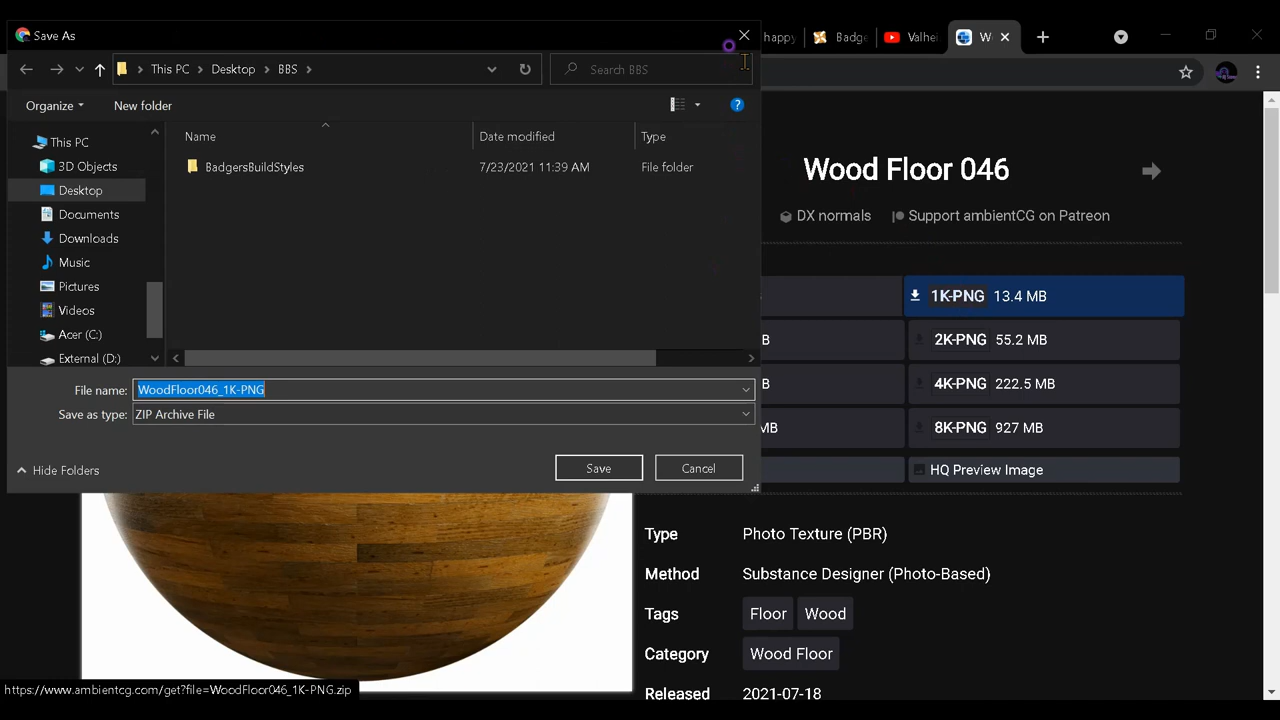 Save As
happy
Badge
Valhei
W
This PC
Desktop
BBS
Search BBS
Organize
New folder
Name
Date modified
Type
This PC
3D Objects
Desktop
Documents
Downloads
Music
Pictures
Videos
Acer (C:)
External (D:)
BadgersBuildStyles
7/23/2021 11:39 AM
File folder
File name:
WoodFloor046_1K-PNG
Save as type:
ZIP Archive File
Hide Folders
Save
Cancel
Wood Floor 046
DX normals
Support ambientCG on Patreon
1K-PNG 13.4 MB
B
2K-PNG 55.2 MB
B
4K-PNG 222.5 MB
MB
8K-PNG 927 MB
HQ Preview Image
Type
Photo Texture (PBR)
Method
Substance Designer (Photo-Based)
Tags
Floor
Wood
Category
Wood Floor
Released
2021-07-18
https://www.ambientcg.com/get?file=WoodFloor046_1K-PNG.zip